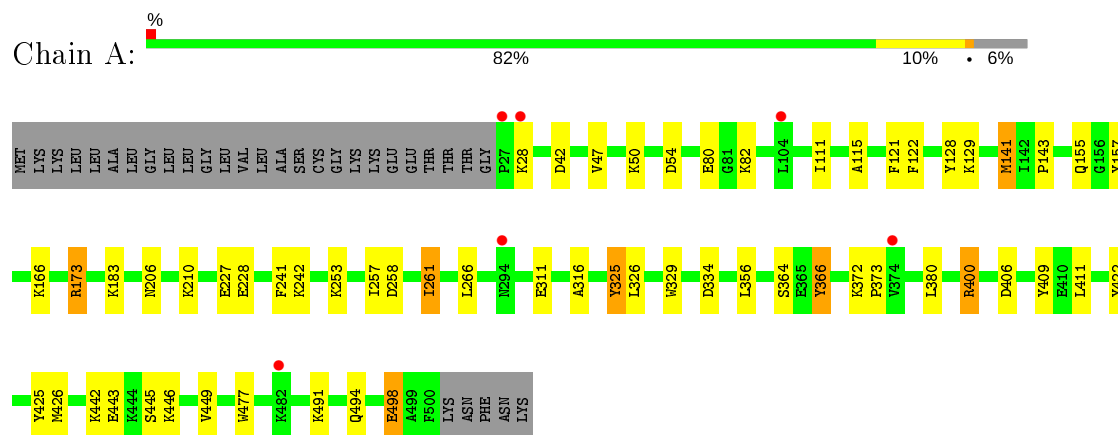 %
Chain A:
82% 10% • 6%
MET LYS LYS LEU LEU ALA LEU GLY LEU LEU GLY LEU VAL LEU ALA SER CYS GLY LYS LYS GLU GLU THR THR THR GLY P27 K28 D42 V47 K50 D54 E80 G81 K82 L104 I111 A115 F121 F122 Y128 K129 M141 I142 P143 Q155 G156 Y157
K166 R173 K183 N206 K210 E227 E228 F241 K242 K253 I257 D258 I261 L266 N294 E311 A316 Y325 L326 W329 D334 L356 S364 E365 Y366 K372 P373 V374 L380 R400 D406 Y409 E410 L411 Y422
Y425 M426 K442 E443 K444 S445 K446 V449 W477 K482 K491 Q494 E498 A499 F500 LYS ASN PHE ASN LYS